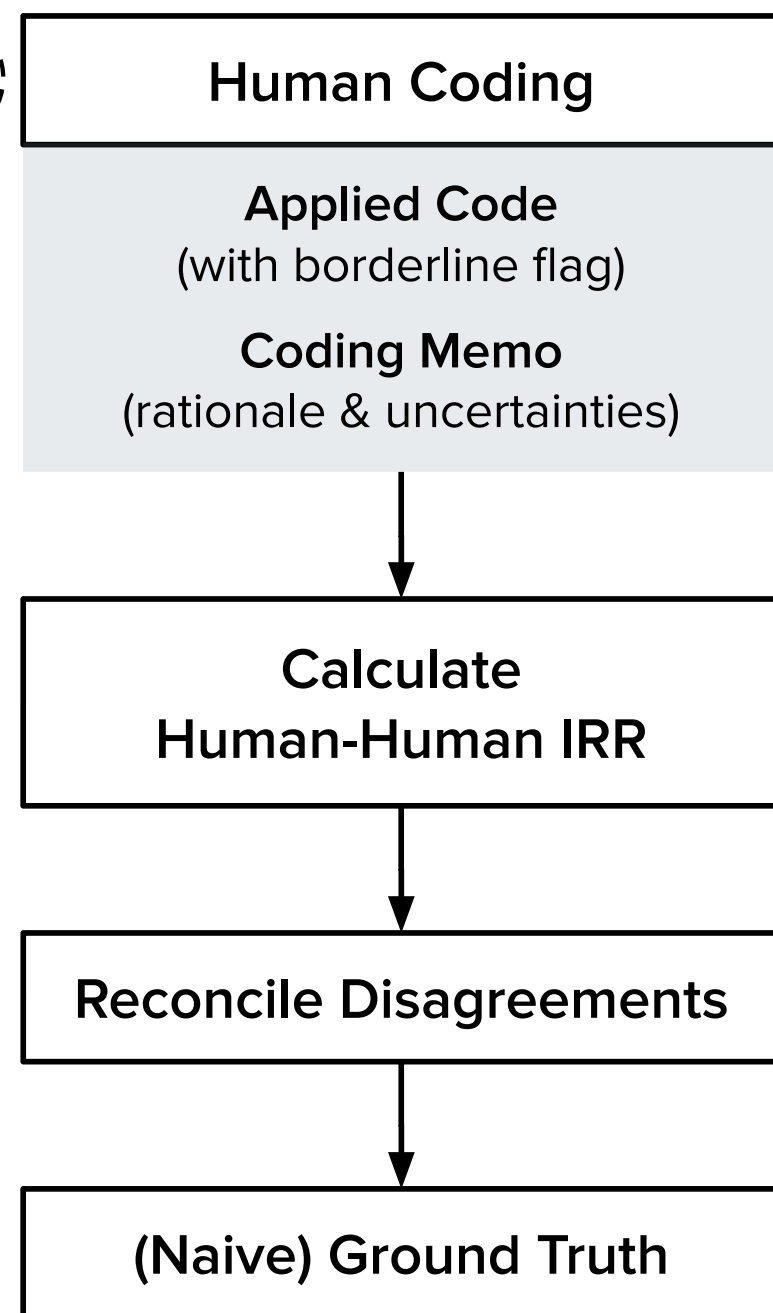 Human Coding
Applied Code
(with borderline flag)
Coding Memo
(rationale & uncertainties)
Calculate
Human-Human IRR
Reconcile Disagreements
(Naive) Ground Truth